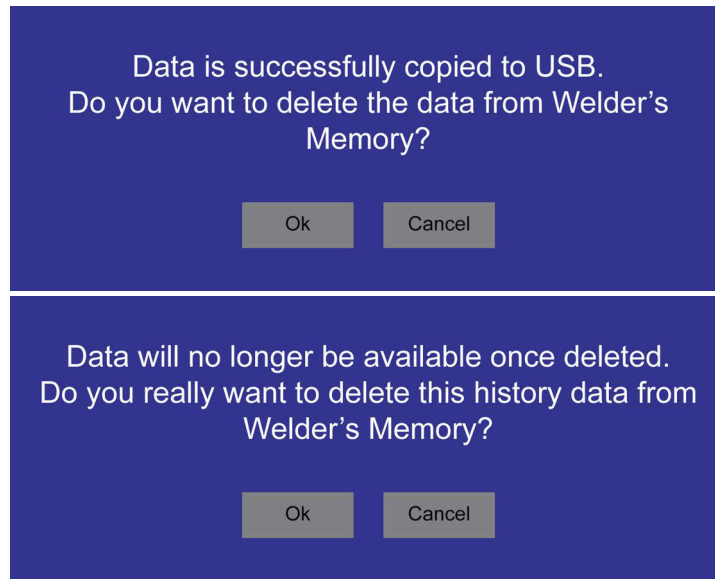 Data is successfully copied to USB.
Do you want to delete the data from Welder’s
Memory?
Ok Cancel
Data will no longer be available once deleted.
Do you really want to delete this history data from
Welder’s Memory?
Ok Cancel